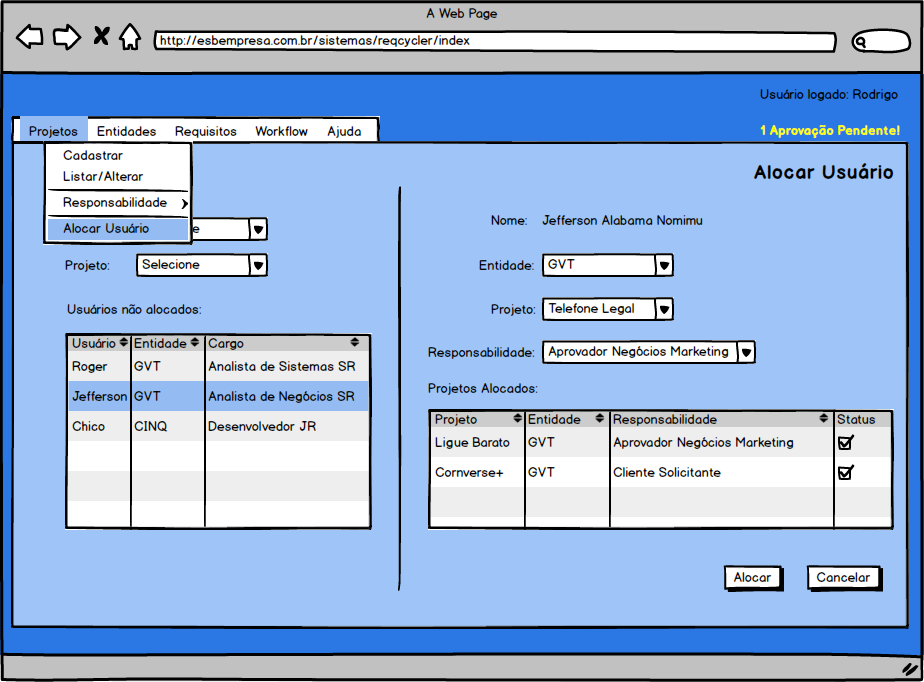 A Web Page
http://esbempresa.com.br/sistemas/reqcycler/index
Usuário logado: Rodrigo
Projetos Entidades Requisitos Workflow Ajuda
1 Aprovação Pendente!
Cadastrar
Listar/Alterar
Responsabilidade
Alocar Usuário
Projeto: Selecione
Usuários não alocados:
Usuário Entidade Cargo
Roger GVT Analista de Sistemas SR
Jefferson GVT Analista de Negócios SR
Chico CINQ Desenvolvedor JR
Alocar Usuário
Nome: Jefferson Alabama Nomimu
Entidade: GVT
Projeto: Telefone Legal
Responsabilidade: Aprovador Negócios Marketing
Projetos Alocados:
Projeto Entidade Responsabilidade Status
Ligue Barato GVT Aprovador Negócios Marketing
Cornverse+ GVT Cliente Solicitante
Alocar Cancelar